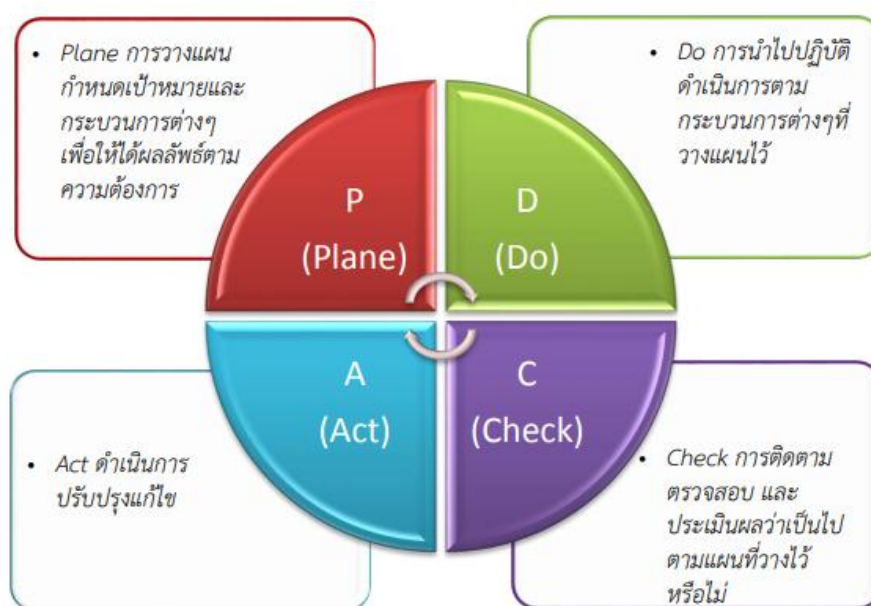 • Plane การวางแผน
กำหนดเป้าหมายและ
กระบวนการต่างๆ
เพื่อให้ได้ผลลัพธ์ตาม
ความต้องการ
• Do การนำไปปฏิบัติ
ดำเนินการตาม
กระบวนการต่างๆที่
วางแผนไว้
P
(Plane)
D
(Do)
A
(Act)
C
(Check)
• Act ดำเนินการ
ปรับปรุงแก้ไข
• Check การติดตาม
ตรวจสอบ และ
ประเมินผลว่าเป็นไป
ตามแผนที่วางไว้
หรือไม่